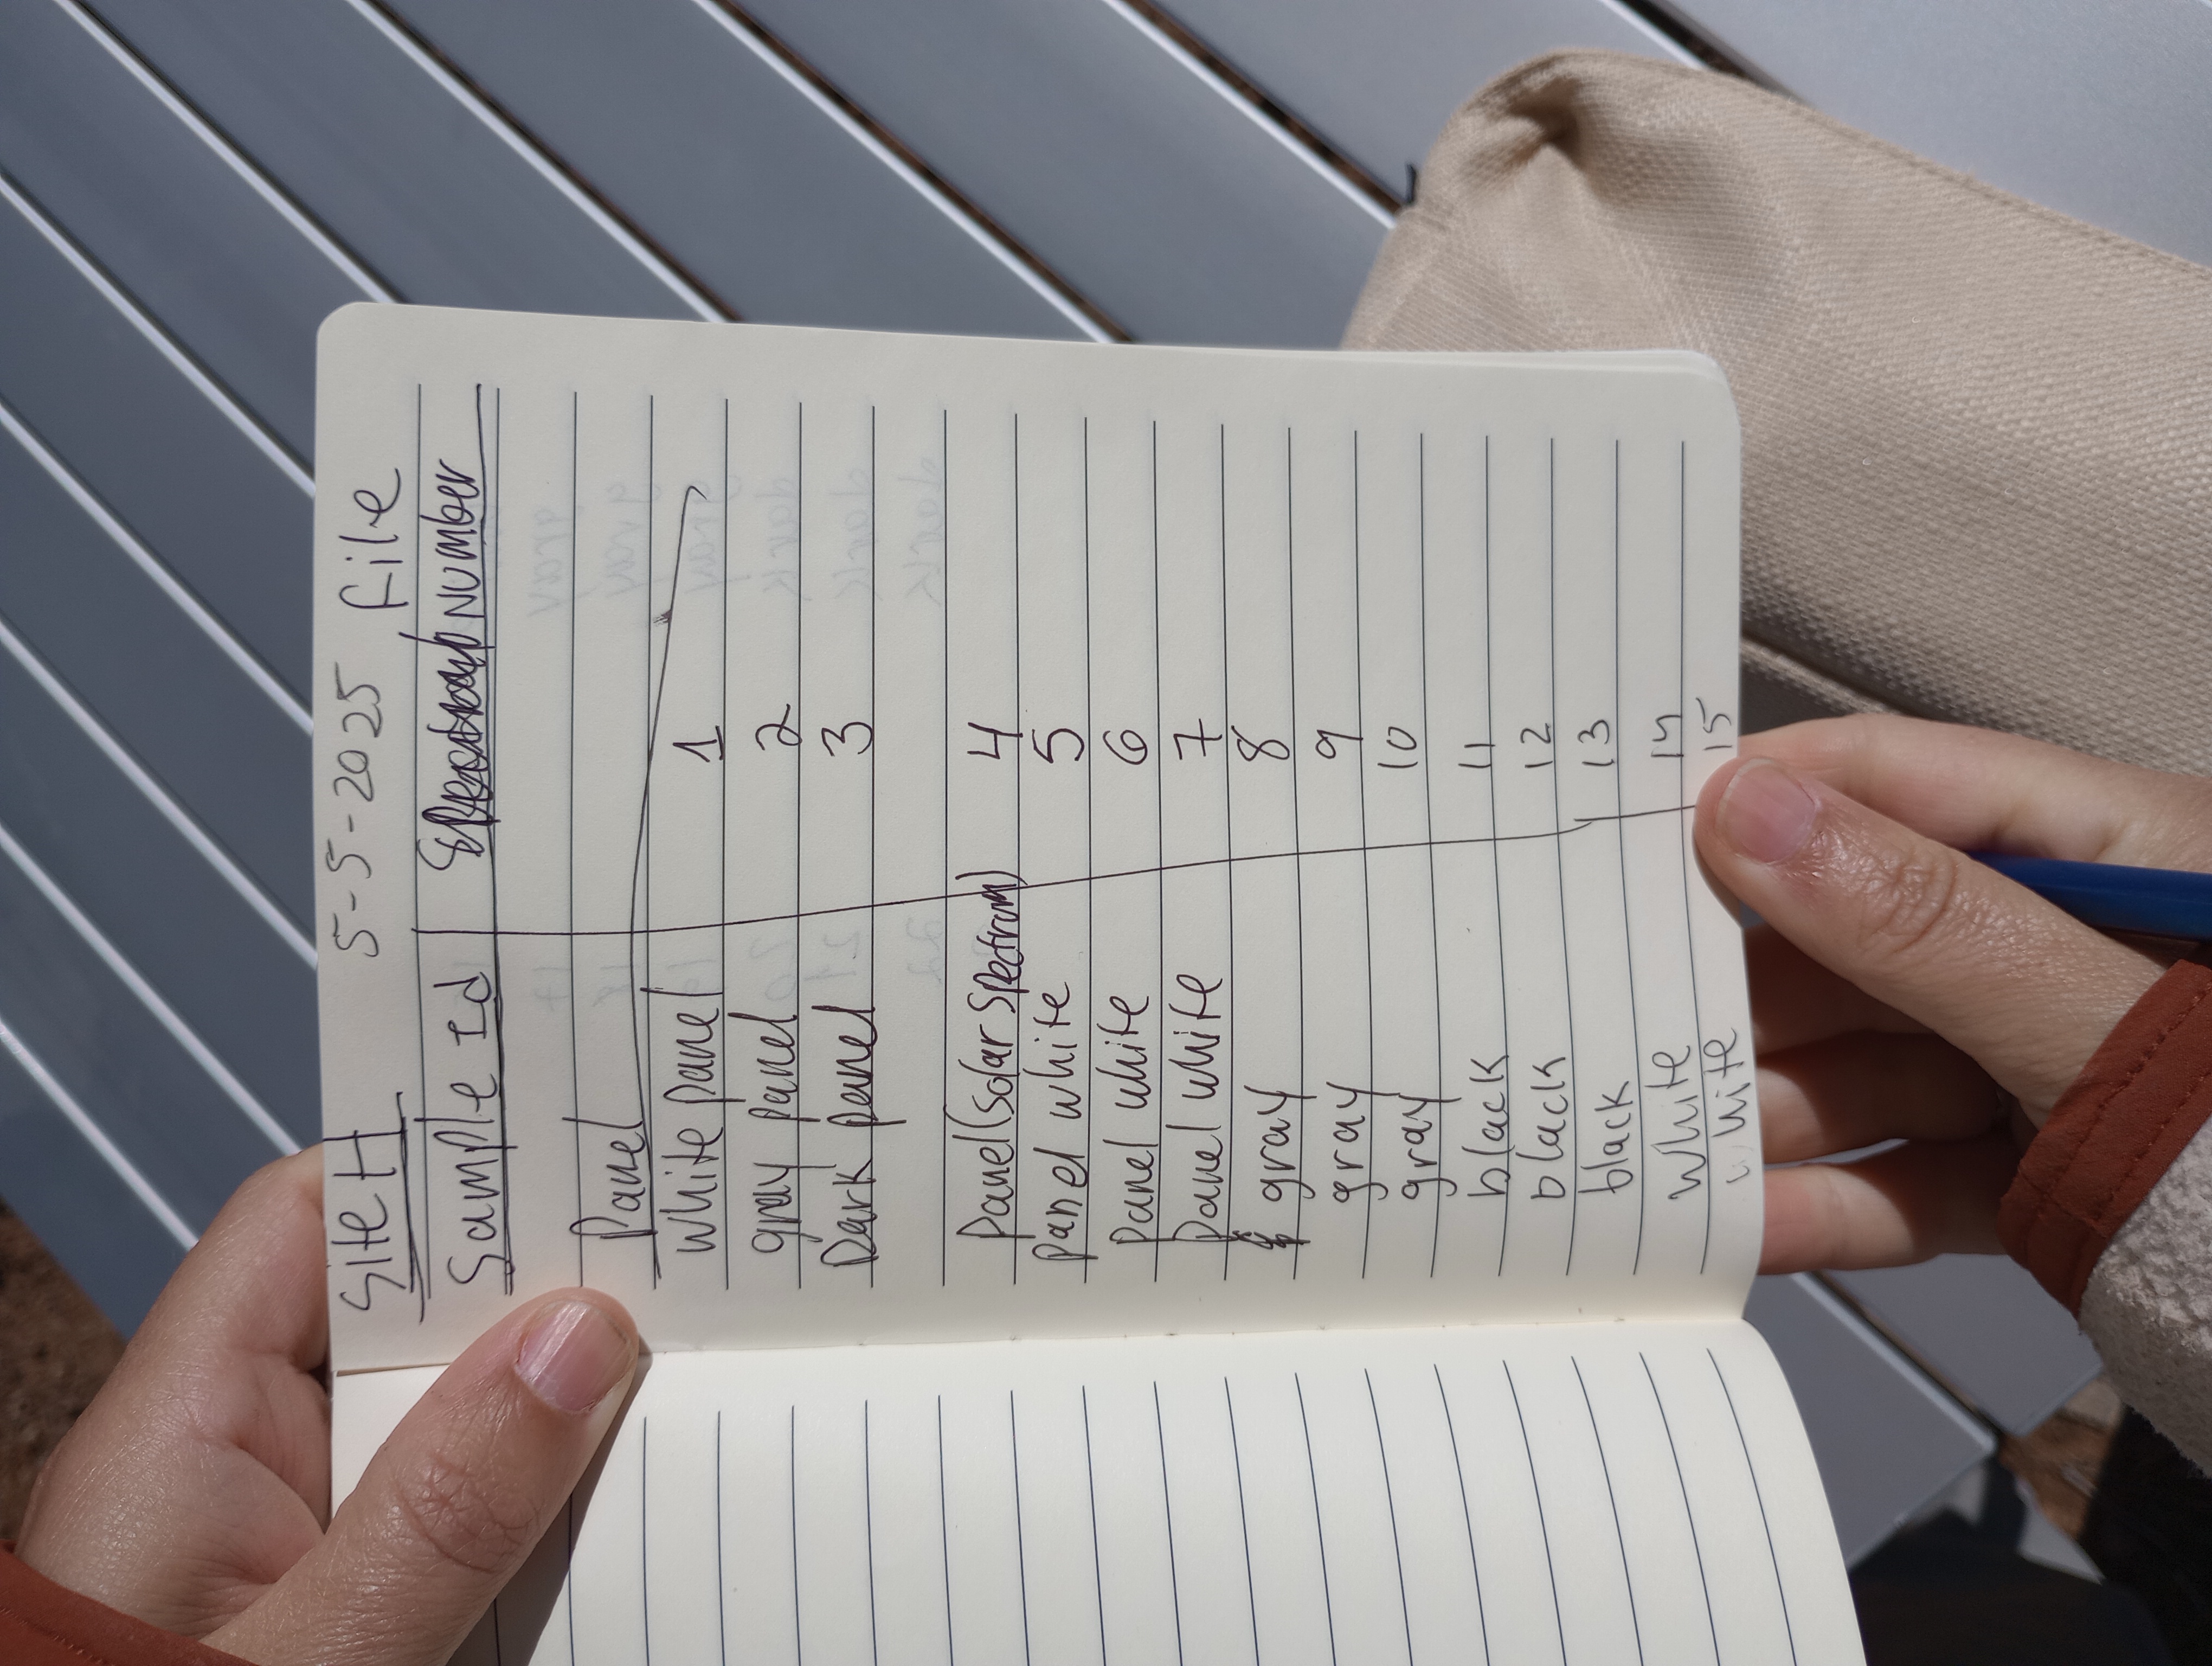 Site H 5-5-2025 File
Sample Id Number
Panel
white panel 1
gray panel 2
Dark panel 3
Panel (Solar Spectrum) 4
panel white 5
panel white 6
panel white 7
gray 8
gray 9
gray 10
black 11
black 12
black 13
white 14
white 15